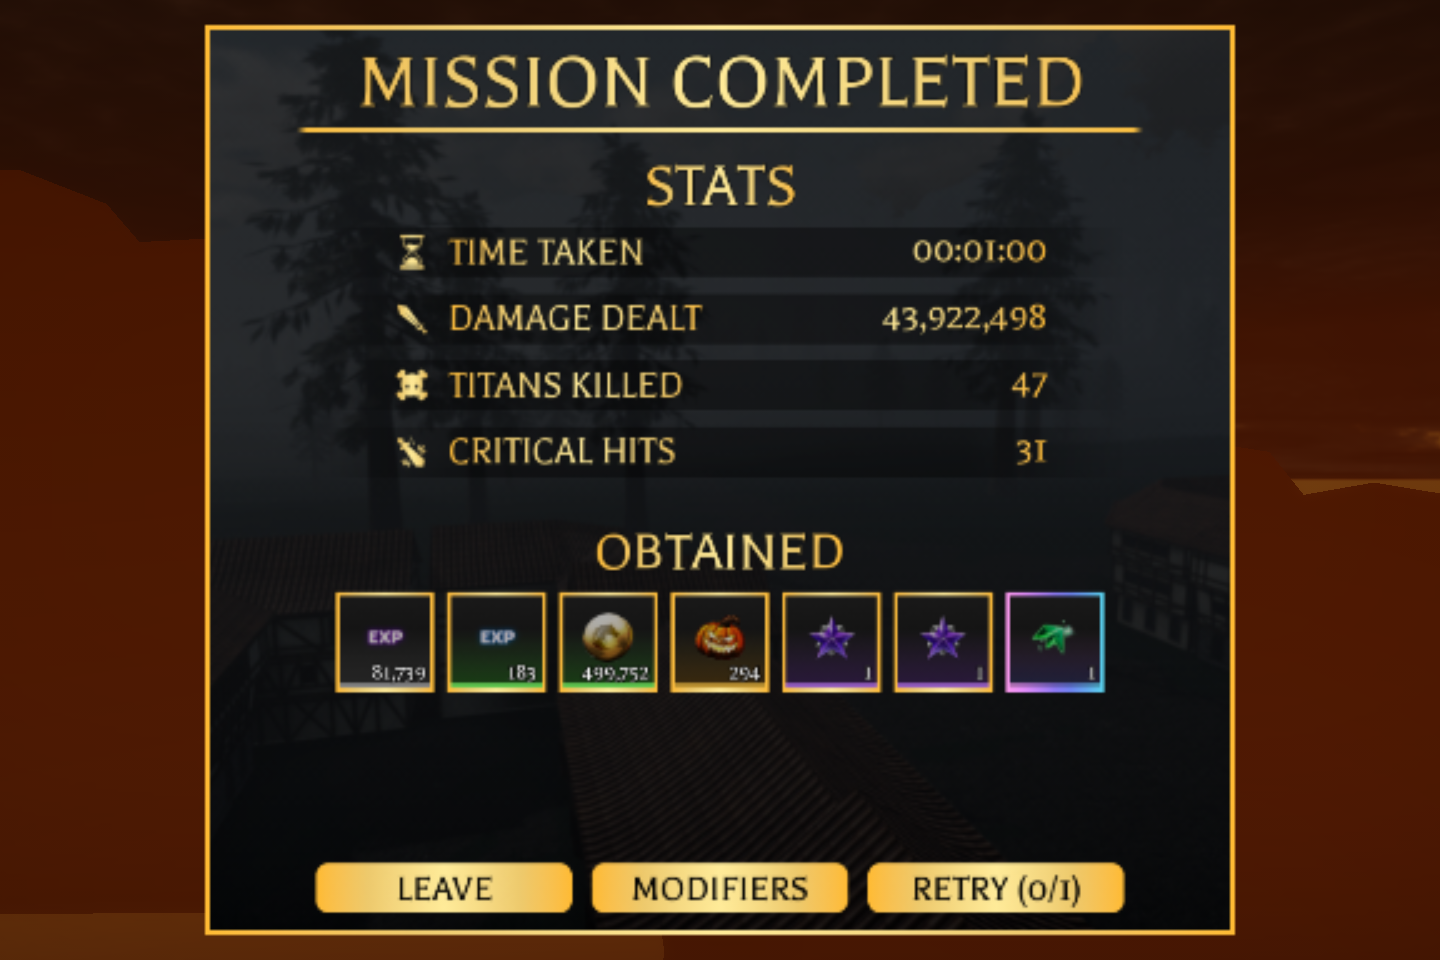 MISSION COMPLETED
STATS
TIME TAKEN 00:01:00
DAMAGE DEALT 43,922,498
TITANS KILLED 47
CRITICAL HITS 31
OBTAINED
EXP EXP
81,739 183 499,752 294 1 1 1
LEAVE MODIFIERS RETRY (0/1)